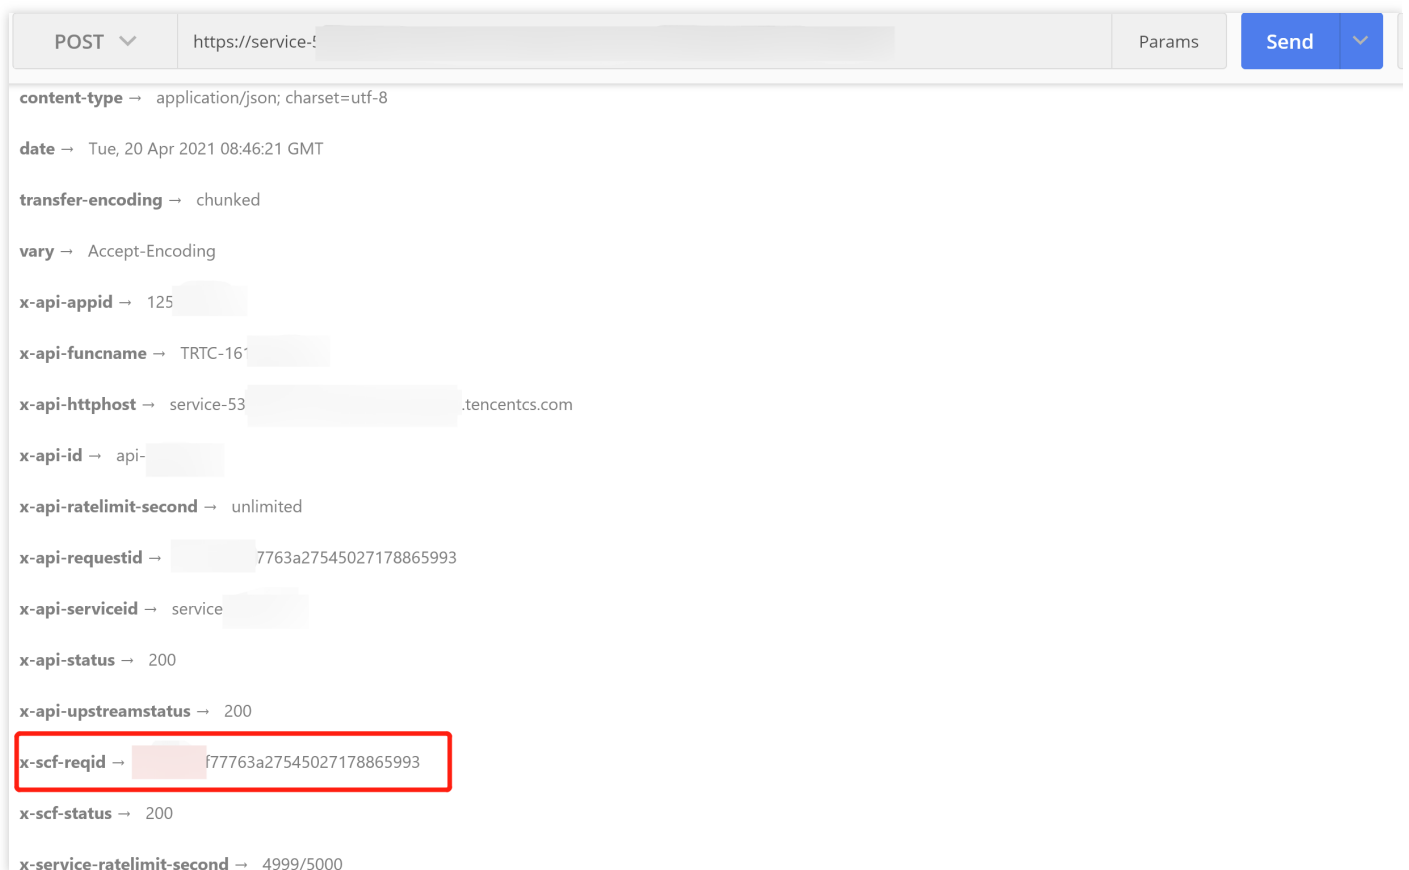 POST https://service-5 Params Send
content-type → application/json; charset=utf-8
date → Tue, 20 Apr 2021 08:46:21 GMT
transfer-encoding → chunked
vary → Accept-Encoding
x-api-appid → 125
x-api-funcname → TRTC-161
x-api-httphost → service-53 .tencentcs.com
x-api-id → api-
x-api-ratelimit-second → unlimited
x-api-requestid → 7763a27545027178865993
x-api-serviceid → service
x-api-status → 200
x-api-upstreamstatus → 200
x-scf-reqid → f77763a27545027178865993
x-scf-status → 200
x-service-ratelimit-second → 4999/5000